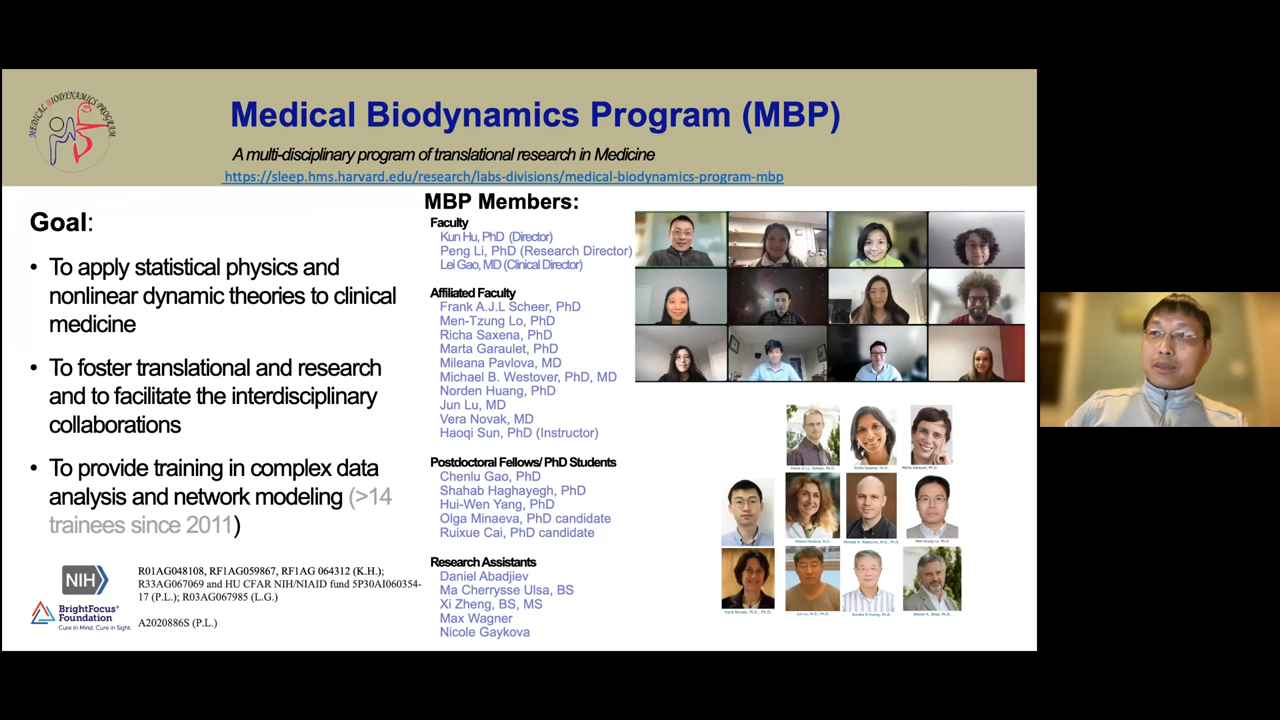 MEDICAL BIODYNAMICS PROGRAM
Medical Biodynamics Program (MBP)
A multi-disciplinary program of translational research in Medicine
https://sleep.hms.harvard.edu/research/labs-divisions/medical-biodynamics-program-mbp
Goal:
• To apply statistical physics and
nonlinear dynamic theories to clinical
medicine
• To foster translational and research
and to facilitate the interdisciplinary
collaborations
• To provide training in complex data
analysis and network modeling (>14
trainees since 2011)
NIH
R01AG048108, RF1AG059867, RF1AG 064312 (K.H.);
R33AG067069 and HU CFAR NIH/NIAID fund 5P30AI060354-
17 (P.L.); R03AG067985 (L.G.)
BrightFocus®
Foundation
Cure in Mind. Cure in Sight.
A2020886S (P.L.)
MBP Members:
Faculty
Kun Hu, PhD (Director)
Peng Li, PhD (Research Director)
Lei Gao, MD (Clinical Director)
Affiliated Faculty
Frank A.J.L Scheer, PhD
Men-Tzung Lo, PhD
Richa Saxena, PhD
Marta Garaulet, PhD
Mileana Pavlova, MD
Michael B. Westover, PhD, MD
Norden Huang, PhD
Jun Lu, MD
Vera Novak, MD
Haoqi Sun, PhD (Instructor)
Postdoctoral Fellows/ PhD Students
Chenlu Gao, PhD
Shahab Haghayegh, PhD
Hui-Wen Yang, PhD
Olga Minaeva, PhD candidate
Ruixue Cai, PhD candidate
Research Assistants
Daniel Abadjiev
Ma Cherrysse Ulsa, BS
Xi Zheng, BS, MS
Max Wagner
Nicole Gaykova